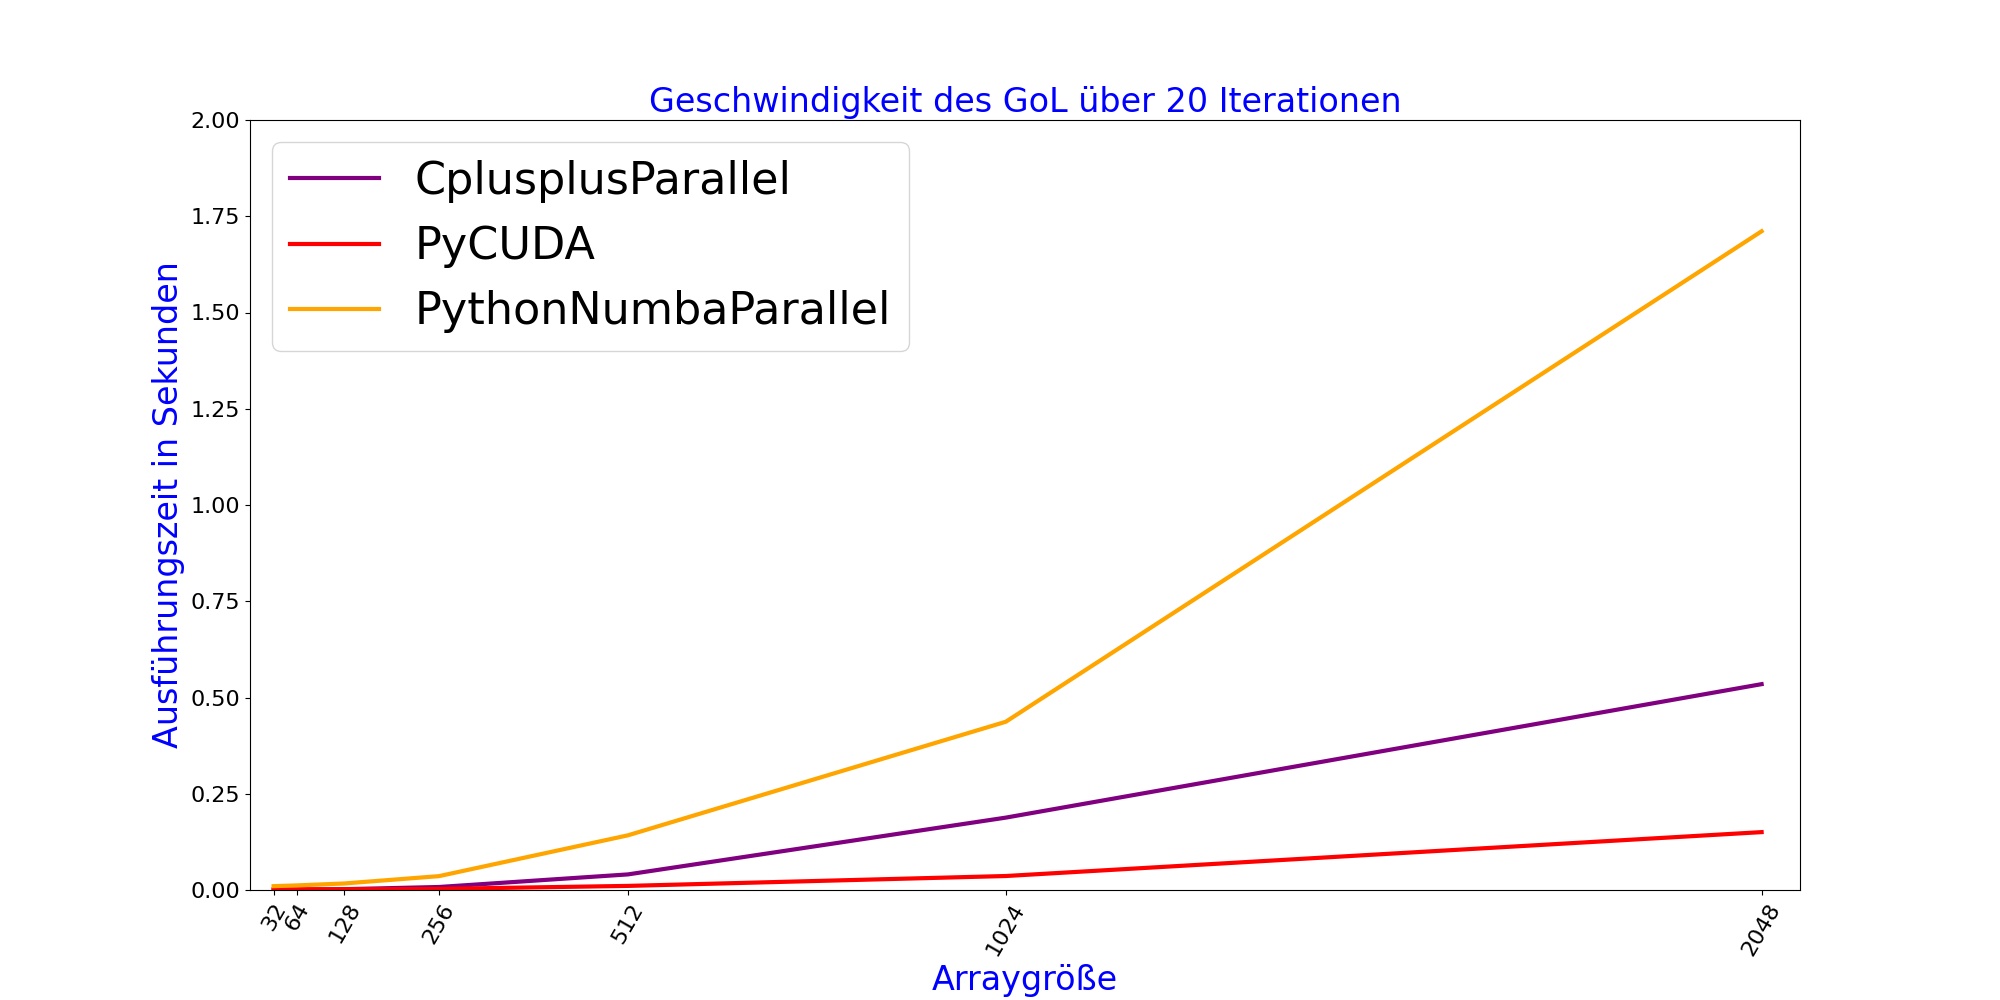 Geschwindigkeit des GoL über 20 Iterationen
CplusplusParallel
PyCUDA
PythonNumbaParallel
Ausführungszeit in Sekunden
2.00
1.75
1.50
1.25
1.00
0.75
0.50
0.25
0.00
32 64 128 256 512 1024 2048
Arraygröße